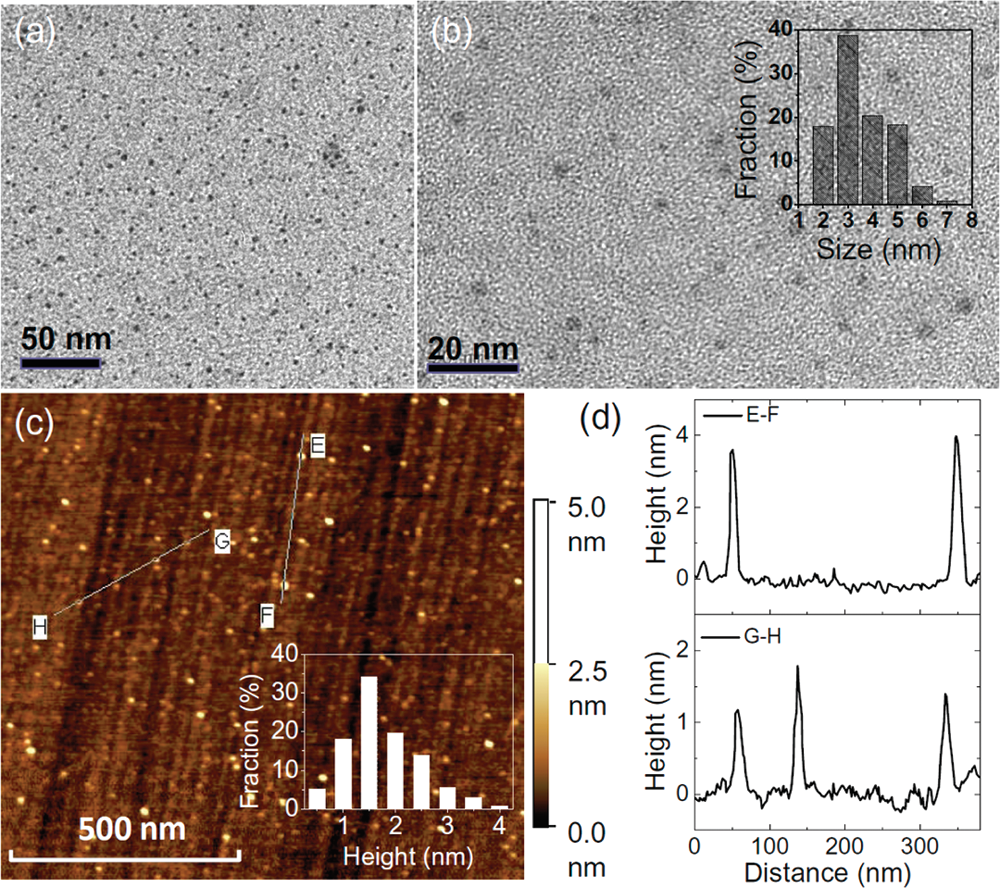 (a)
50 nm
(b)
40
30
20
10
0
Fraction (%)
1 2 3 4 5 6 7 8
Size (nm)
20 nm
(c)
E
G
F
H
40
30
20
10
0
Fraction (%)
1 2 3 4
Height (nm)
500 nm
5.0
nm
2.5
nm
0.0
nm
(d)
E-F
4
2
0
Height (nm)
G-H
2
1
0
Height (nm)
0 100 200 300
Distance (nm)